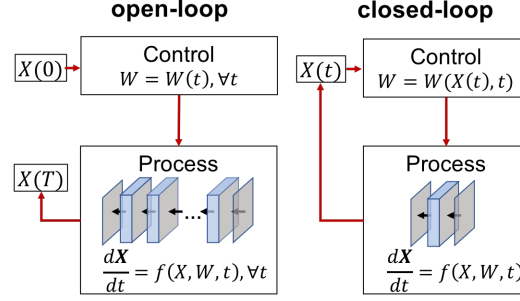 open-loop
X(0)
Control
W = W(t), ∀t
X(T)
Process
...
dX/dt = f(X, W, t), ∀t
closed-loop
X(t)
Control
W = W(X(t), t)
Process
dX/dt = f(X, W, t)